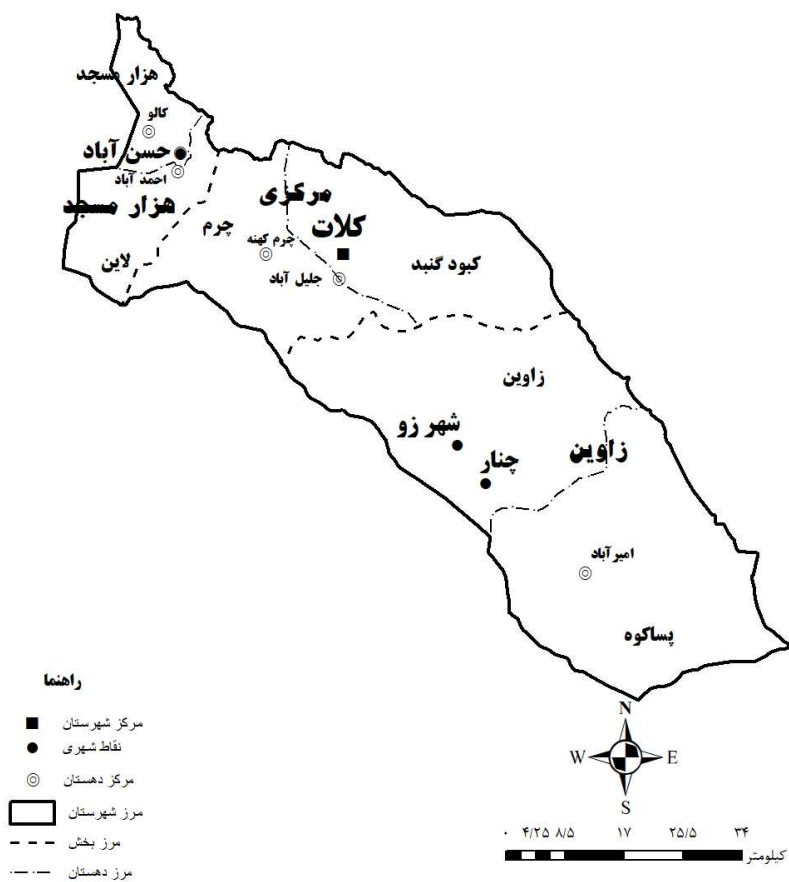 هزار مسجد
کالو
حسن آباد
احمد آباد
هزار مسجد
مرکزی
چرم
کلات
چرم کهنه
لاین
کبود گنبد
جلیل آباد
زاوین
شهر زو
زاوین
چنار
امیرآباد
پساکوه
راهنما
مرکز شهرستان
نقاط شهری
مرکز دهستان
مرز شهرستان
مرز بخش
مرز دهستان
N
W E
S
۰ ۴/۲۵ ۸/۵ ۱۷ ۲۵/۵ ۳۴
کیلومتر